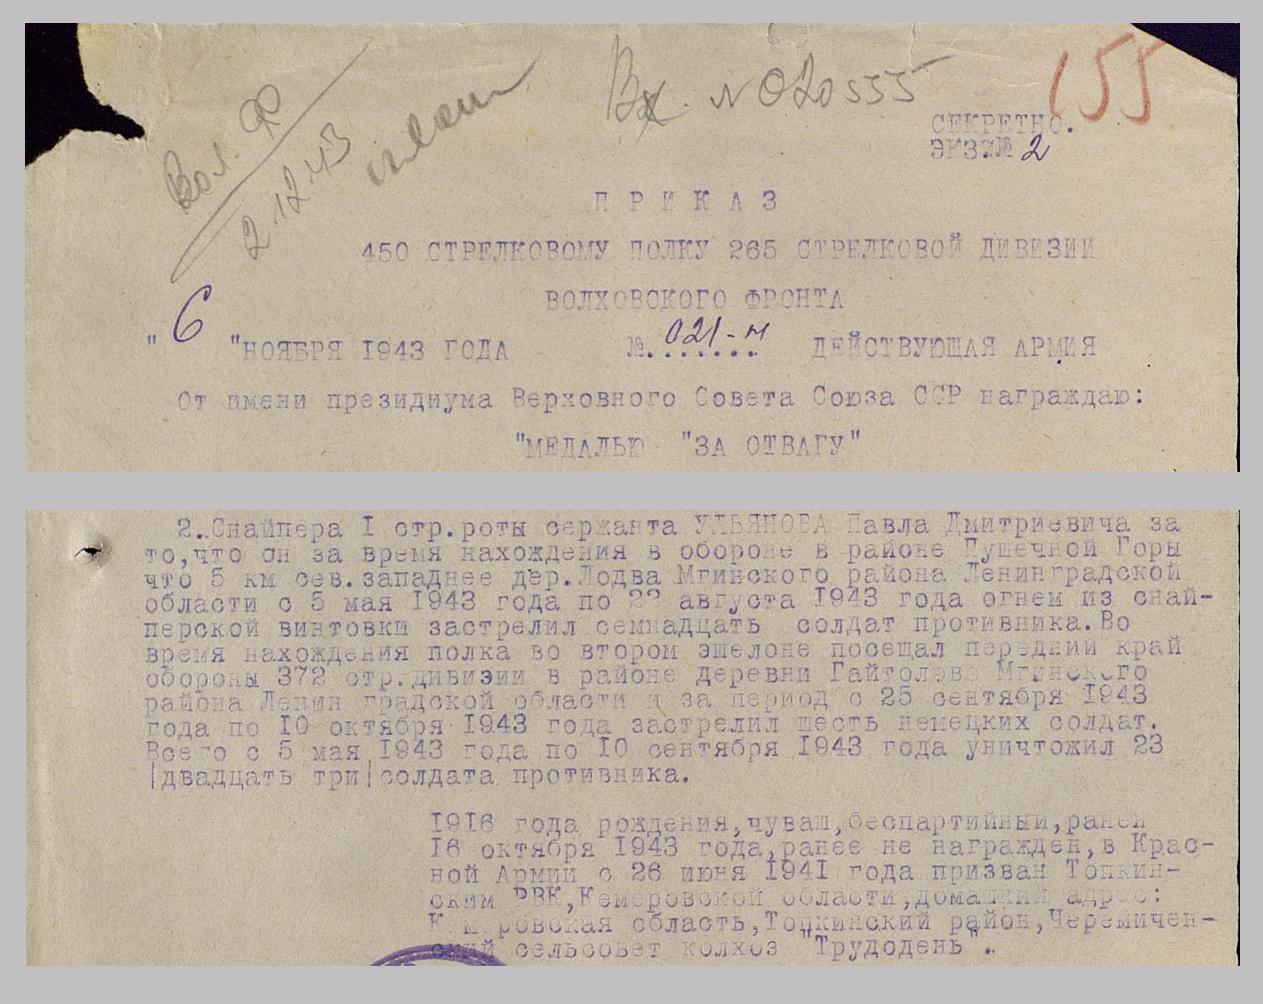 Вх. N 020555
155
Вол. Ф
2.12.43
СЕКРЕТНО.
ЭКЗ.№ 2
П Р И К А З
450 СТРЕЛКОВОМУ ПОЛКУ 265 СТРЕЛКОВОЙ ДИВИЗИИ
ВОЛХОВСКОГО ФРОНТА
" 6 "НОЯБРЯ 1943 ГОДА №. 021-н ДЕЙСТВУЮЩАЯ АРМИЯ
От имени президиума Верховного Совета Союза ССР награждаю:
"МЕДАЛЬЮ "ЗА ОТВАГУ"
2..Снайпера I стр.роты сержанта УЛЬЯНОВА Павла Дмитриевича за
то,что он за время нахождения в обороне в районе Пушечной Горы
что 5 км сев.западнее дер.Лодва Мгинского района Ленинградской
области с 5 мая 1943 года по августа 1943 года огнем из снай-
перской винтовки застрелил семнадцать солдат противника.Во
время нахождения полка во втором эшелоне посещал передний край
обороны 372 стр.дивизии в районе деревни Гайтолова Мгинского
района Ленин градской области и за период с 25 сентября 1943
года по 10 октября 1943 года застрелил шесть немецких солдат.
Всего с 5 мая 1943 года по 10 сентября 1943 года уничтожил 23
|двадцать три|солдата противника.
1916 года рождения,чуваш,беспартийный,ранен
16 октября 1943 года,ранее не награжден,в Крас-
ной Армии с 26 июня 1941 года призван Топкин-
ским РВК,Кемеровской области,домашний адрес:
Кемеровская область,Топкинский район,Черемичен-
ский сельсовет колхоз "Трудодень".